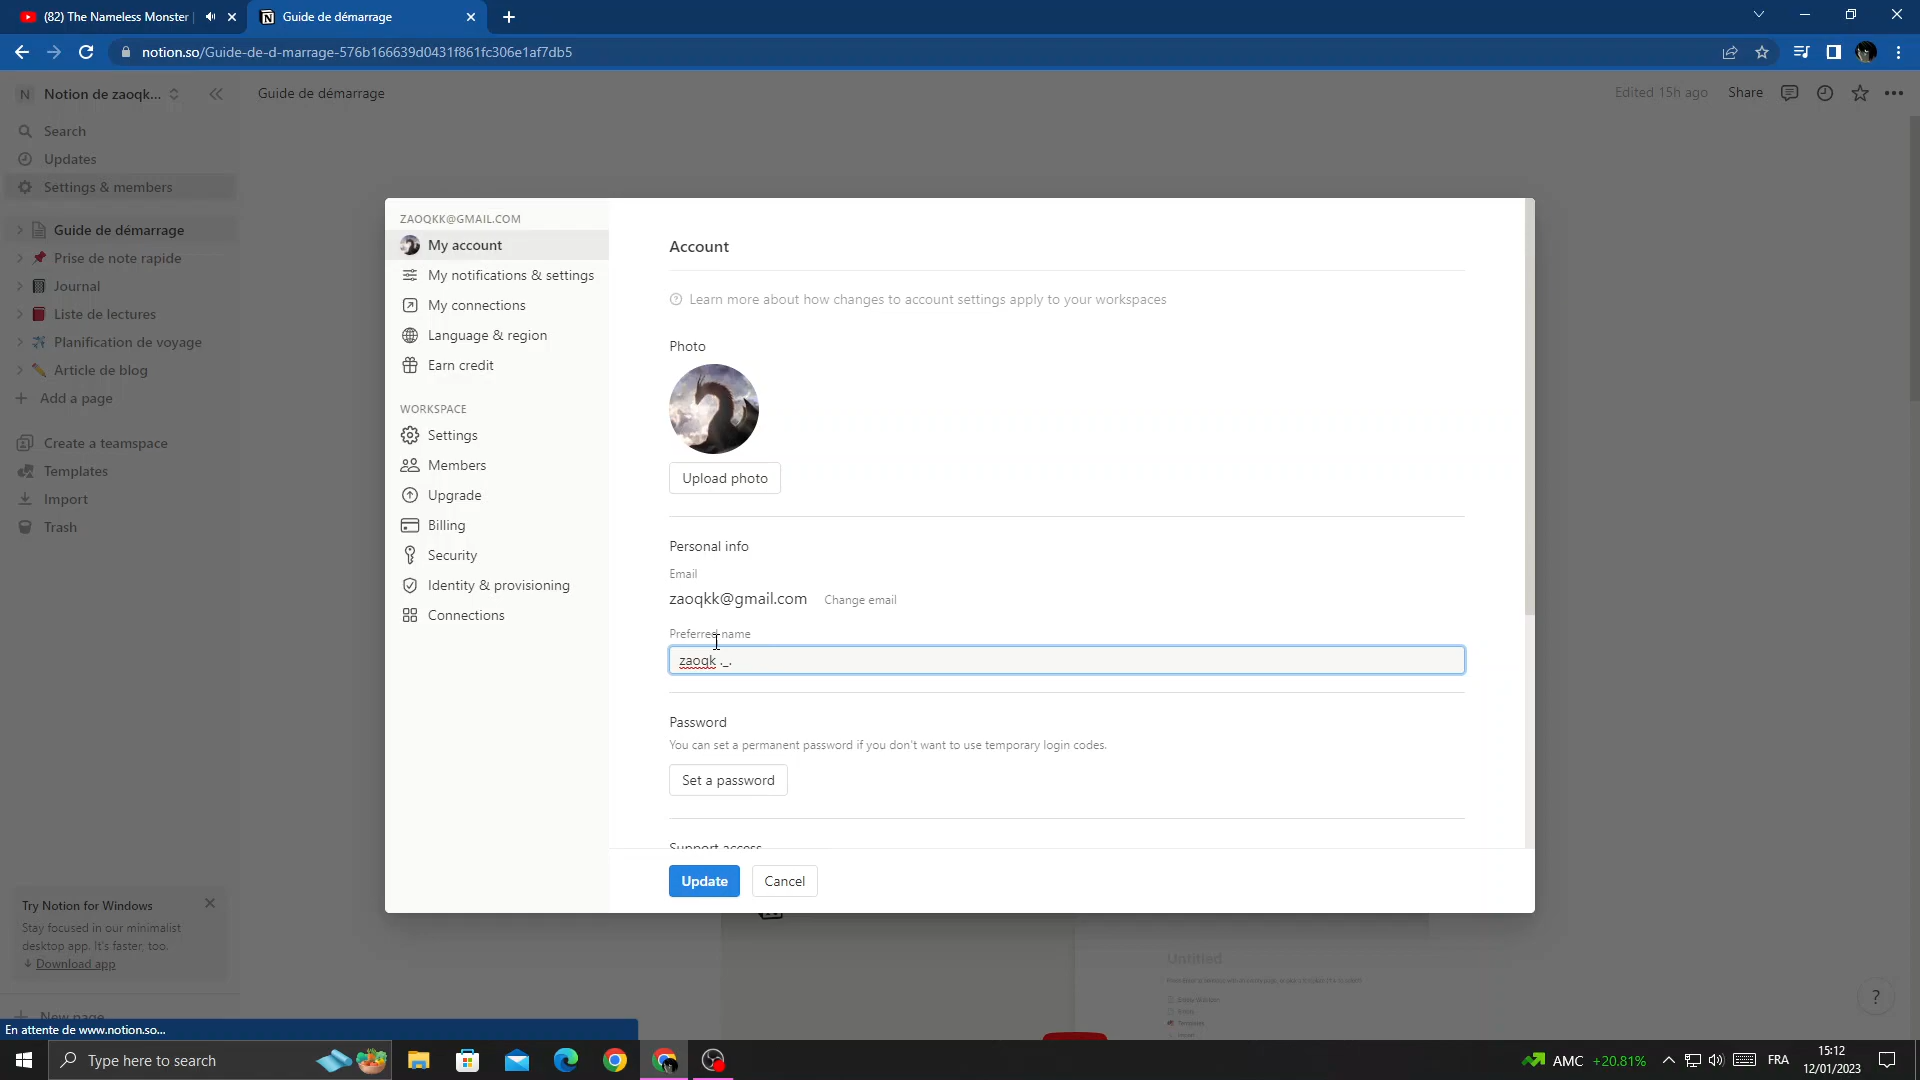 (82) The Nameless Monster
Guide de démarrage
notion.so/Guide-de-d-marrage-576b166639d0431f861fc306e1af7db5
N Notion de zaoqk...
Guide de démarrage
Edited 15h ago
Share
Search
Updates
Settings & members
Guide de démarrage
Prise de note rapide
Journal
Liste de lectures
Planification de voyage
Article de blog
Add a page
Create a teamspace
Templates
Import
Trash
Try Notion for Windows
Stay focused in our minimalist
desktop app. It's faster, too.
Download app
New page
En attente de www.notion.so...
ZAOQKK@GMAIL.COM
My account
My notifications & settings
My connections
Language & region
Earn credit
WORKSPACE
Settings
Members
Upgrade
Billing
Security
Identity & provisioning
Connections
Account
Learn more about how changes to account settings apply to your workspaces
Photo
Upload photo
Personal info
Email
zaoqkk@gmail.com Change email
Preferred name
zaoqk ._.
Password
You can set a permanent password if you don't want to use temporary login codes.
Set a password
Support access
Update
Cancel
Untitled
Templates
Import
?
Type here to search
AMC +20.81%
FRA
15:12
12/01/2023